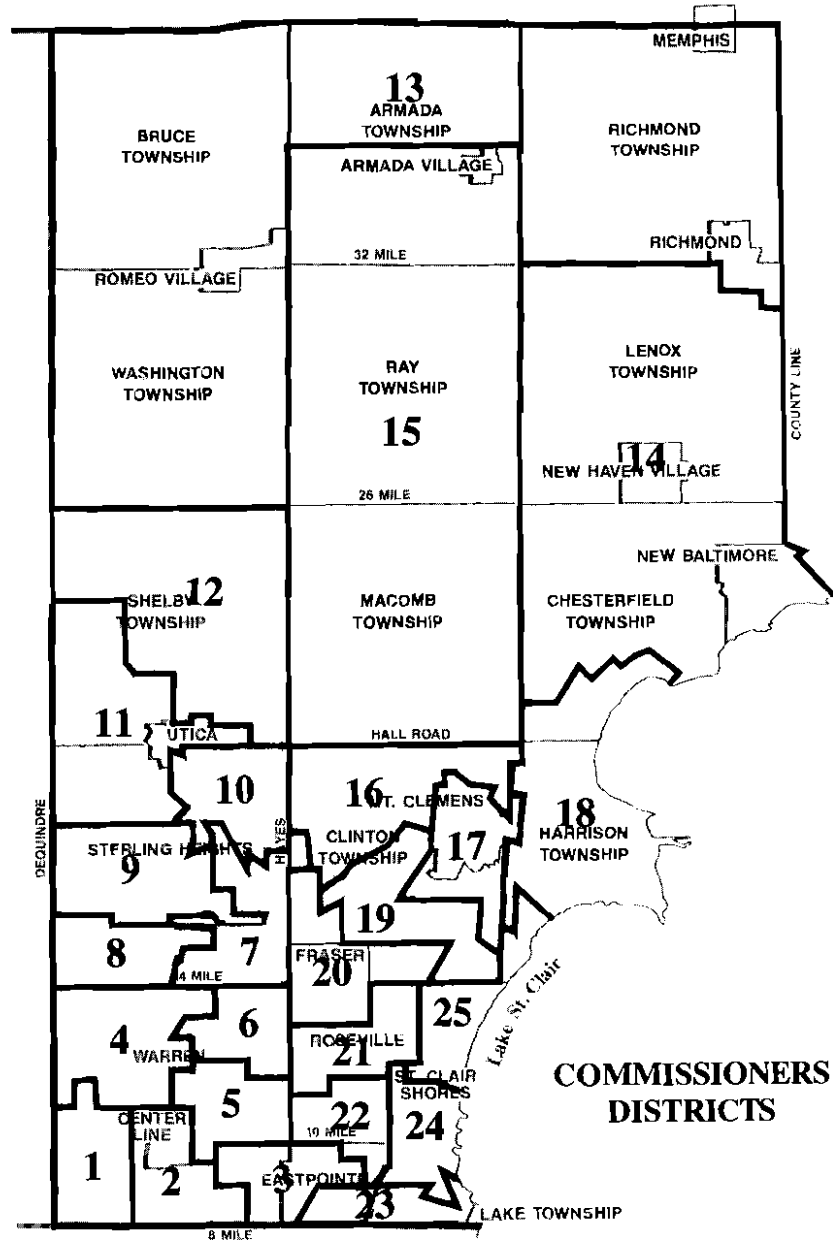 MEMPHIS
13
ARMADA
TOWNSHIP
BRUCE
TOWNSHIP
RICHMOND
TOWNSHIP
ARMADA VILLAGE
RICHMOND
32 MILE
ROMEO VILLAGE
WASHINGTON
TOWNSHIP
RAY
TOWNSHIP
LENOX
TOWNSHIP
COUNTY LINE
15
14
NEW HAVEN VILLAGE
26 MILE
NEW BALTIMORE
12
SHELBY
TOWNSHIP
MACOMB
TOWNSHIP
CHESTERFIELD
TOWNSHIP
11
UTICA
HALL ROAD
10
16
MT. CLEMENS
18
HARRISON
TOWNSHIP
DEQUINDRE
HAYES
CLINTON
TOWNSHIP
17
STERLING HEIGHTS
9
19
8
7
14 MILE
FRASER
20
Lake St. Clair
25
6
4
WARREN
ROSEVILLE
21
ST. CLAIR
SHORES
COMMISSIONERS
DISTRICTS
5
CENTER
LINE
22
10 MILE
24
1
2
3
EASTPOINTE
23
LAKE TOWNSHIP
8 MILE